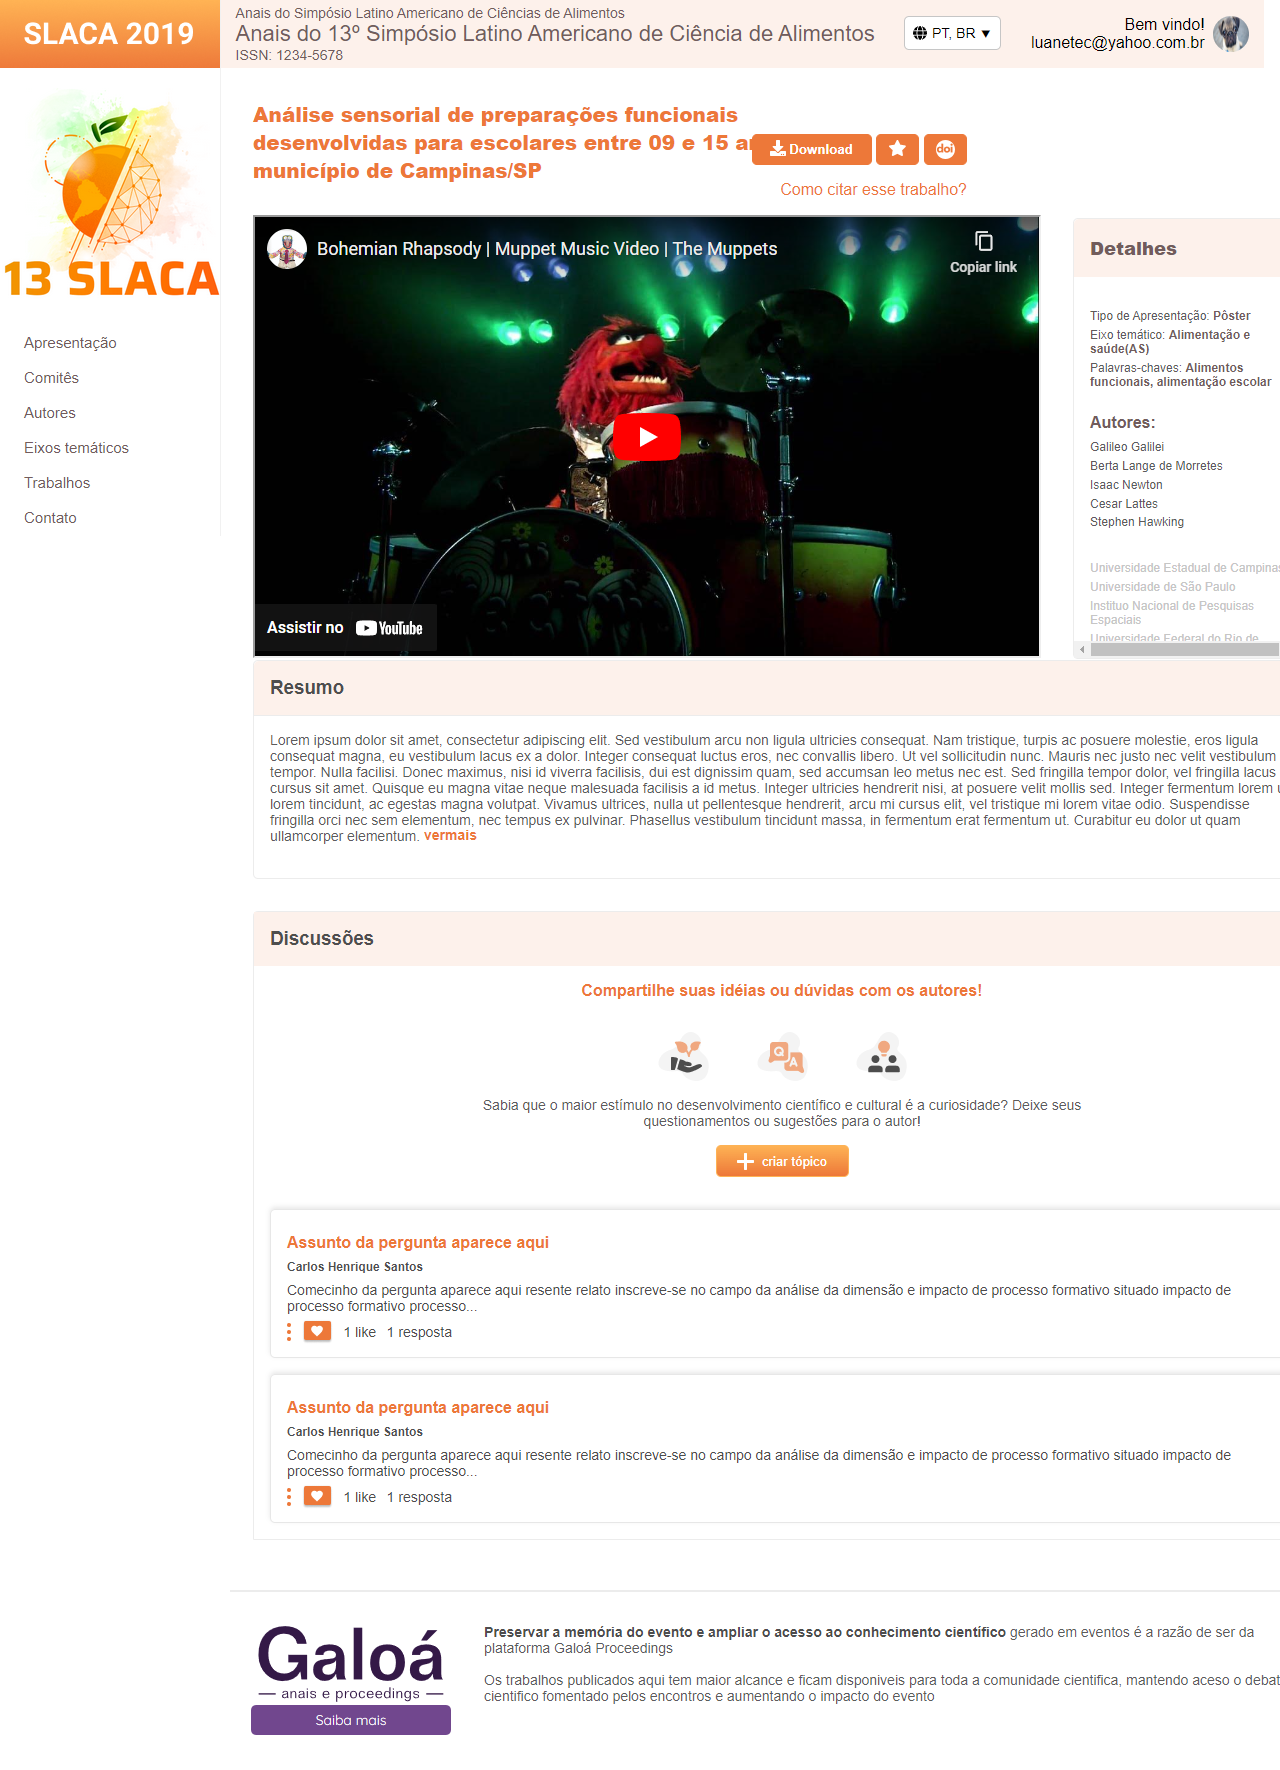 SLACA 2019
Anais do Simpósio Latino Americano de Ciências de Alimentos
Anais do 13º Simpósio Latino Americano de Ciência de Alimentos
ISSN: 1234-5678
PT, BR ▼
Bem vindo!
luanetec@yahoo.com.br
13 SLACA
Apresentação
Comitês
Autores
Eixos temáticos
Trabalhos
Contato
Análise sensorial de preparações funcionais
desenvolvidas para escolares entre 09 e 15
município de Campinas/SP
Download
doi
Como citar esse trabalho?
Bohemian Rhapsody | Muppet Music Video | The Muppets
Copiar link
Assistir no YouTube
Detalhes
Tipo de Apresentação: Pôster
Eixo temático: Alimentação e
saúde(AS)
Palavras-chaves: Alimentos
funcionais, alimentação escolar
Autores:
Galileo Galilei
Berta Lange de Morretes
Isaac Newton
Cesar Lattes
Stephen Hawking
Universidade Estadual de Campinas
Universidade de São Paulo
Instituo Nacional de Pesquisas
Espaciais
Universidade Federal do Rio de
Resumo
Lorem ipsum dolor sit amet, consectetur adipiscing elit. Sed vestibulum arcu non ligula ultricies consequat. Nam tristique, turpis ac posuere molestie, eros ligula
consequat magna, eu vestibulum lacus ex a dolor. Integer consequat luctus eros, nec convallis libero. Ut vel sollicitudin nunc. Mauris nec justo nec velit vestibulum
tempor. Nulla facilisi. Donec maximus, nisi id viverra facilisis, dui est dignissim quam, sed accumsan leo metus nec est. Sed fringilla tempor dolor, vel fringilla lacus
cursus sit amet. Quisque eu magna vitae neque malesuada facilisis a id metus. Integer ultricies hendrerit nisi, at posuere velit mollis sed. Integer fermentum lorem
lorem tincidunt, ac egestas magna volutpat. Vivamus ultrices, nulla ut pellentesque hendrerit, arcu mi cursus elit, vel tristique mi lorem vitae odio. Suspendisse
fringilla orci nec sem elementum, nec tempus ex pulvinar. Phasellus vestibulum tincidunt massa, in fermentum erat fermentum ut. Curabitur eu dolor ut quam
ullamcorper elementum. vermais
Discussões
Compartilhe suas idéias ou dúvidas com os autores!
Q A
Sabia que o maior estímulo no desenvolvimento científico e cultural é a curiosidade? Deixe seus
questionamentos ou sugestões para o autor!
criar tópico
Assunto da pergunta aparece aqui
Carlos Henrique Santos
Comecinho da pergunta aparece aqui resente relato inscreve-se no campo da análise da dimensão e impacto de processo formativo situado impacto de
processo formativo processo...
1 like 1 resposta
Assunto da pergunta aparece aqui
Carlos Henrique Santos
Comecinho da pergunta aparece aqui resente relato inscreve-se no campo da análise da dimensão e impacto de processo formativo situado impacto de
processo formativo processo...
1 like 1 resposta
Galoá
anais e proceedings
Saiba mais
Preservar a memória do evento e ampliar o acesso ao conhecimento científico gerado em eventos é a razão de ser da
plataforma Galoá Proceedings
Os trabalhos publicados aqui tem maior alcance e ficam disponiveis para toda a comunidade cientifica, mantendo aceso o debat
cientifico fomentado pelos encontros e aumentando o impacto do evento